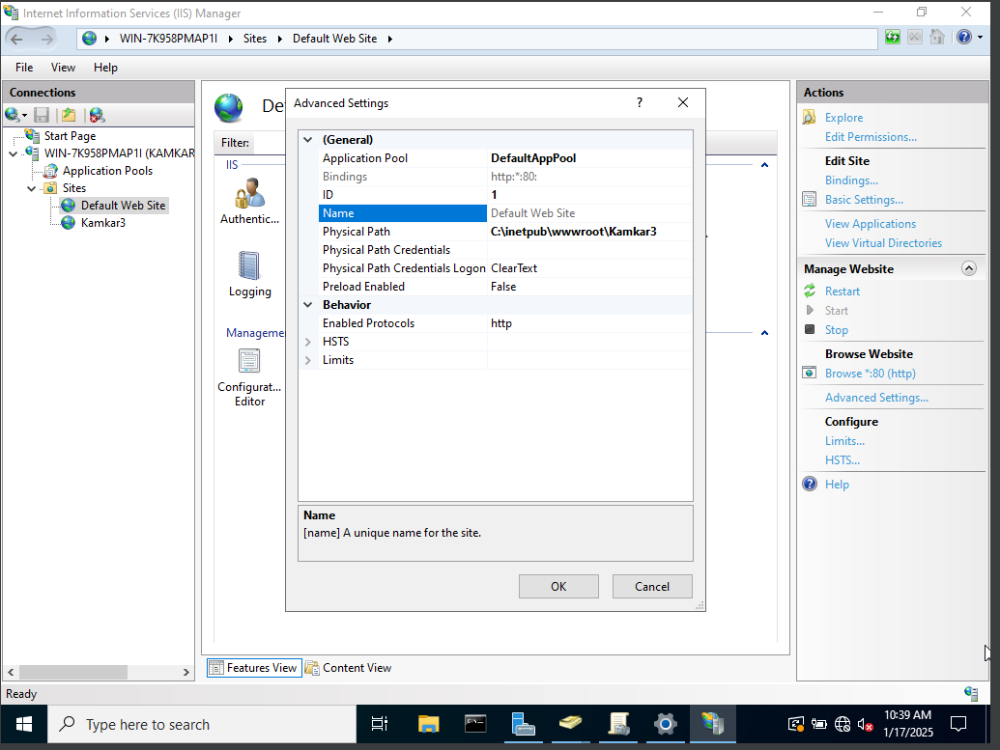 Internet Information Services (IIS) Manager
WIN-7K958PMAP1I Sites Default Web Site
File View Help
Connections
Start Page
WIN-7K958PMAP1I (KAMKAR
Application Pools
Sites
Default Web Site
Kamkar3
De
Filter:
IIS
Authentic...
Logging
Manageme
Configurat...
Editor
Features View Content View
Advanced Settings ?
(General)
Application Pool DefaultAppPool
Bindings http:*:80:
ID 1
Name Default Web Site
Physical Path C:\inetpub\wwwroot\Kamkar3
Physical Path Credentials
Physical Path Credentials Logon ClearText
Preload Enabled False
Behavior
Enabled Protocols http
HSTS
Limits
Name
[name] A unique name for the site.
OK Cancel
Actions
Explore
Edit Permissions...
Edit Site
Bindings...
Basic Settings...
View Applications
View Virtual Directories
Manage Website
Restart
Start
Stop
Browse Website
Browse *:80 (http)
Advanced Settings...
Configure
Limits...
HSTS...
Help
Ready
Type here to search
10:39 AM
1/17/2025